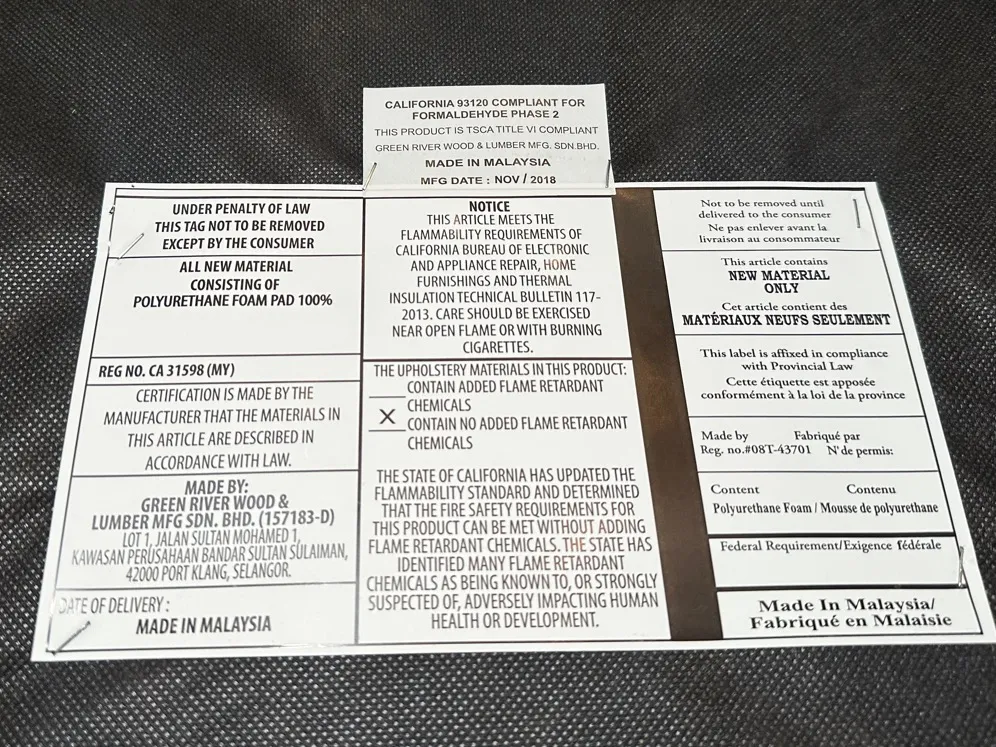 CALIFORNIA 93120 COMPLIANT FOR
FORMALDEHYDE PHASE 2
THIS PRODUCT IS TSCA TITLE VI COMPLIANT
GREEN RIVER WOOD & LUMBER MFG. SDN.BHD.
MADE IN MALAYSIA
MFG DATE : NOV / 2018
UNDER PENALTY OF LAW
THIS TAG NOT TO BE REMOVED
EXCEPT BY THE CONSUMER
ALL NEW MATERIAL
CONSISTING OF
POLYURETHANE FOAM PAD 100%
REG NO. CA 31598 (MY)
CERTIFICATION IS MADE BY THE
MANUFACTURER THAT THE MATERIALS IN
THIS ARTICLE ARE DESCRIBED IN
ACCORDANCE WITH LAW.
MADE BY:
GREEN RIVER WOOD &
LUMBER MFG SDN. BHD. (157183-D)
LOT 1, JALAN SULTAN MOHAMED 1,
KAWASAN PERUSAHAAN BANDAR SULTAN SULAIMAN,
42000 PORT KLANG, SELANGOR.
DATE OF DELIVERY :
MADE IN MALAYSIA
NOTICE
THIS ARTICLE MEETS THE
FLAMMABILITY REQUIREMENTS OF
CALIFORNIA BUREAU OF ELECTRONIC
AND APPLIANCE REPAIR, HOME
FURNISHINGS AND THERMAL
INSULATION TECHNICAL BULLETIN 117-
2013. CARE SHOULD BE EXERCISED
NEAR OPEN FLAME OR WITH BURNING
CIGARETTES.
THE UPHOLSTERY MATERIALS IN THIS PRODUCT:
CONTAIN ADDED FLAME RETARDANT
CHEMICALS
X CONTAIN NO ADDED FLAME RETARDANT
CHEMICALS
THE STATE OF CALIFORNIA HAS UPDATED THE
FLAMMABILITY STANDARD AND DETERMINED
THAT THE FIRE SAFETY REQUIREMENTS FOR
THIS PRODUCT CAN BE MET WITHOUT ADDING
FLAME RETARDANT CHEMICALS. THE STATE HAS
IDENTIFIED MANY FLAME RETARDANT
CHEMICALS AS BEING KNOWN TO, OR STRONGLY
SUSPECTED OF, ADVERSELY IMPACTING HUMAN
HEALTH OR DEVELOPMENT.
Not to be removed until
delivered to the consumer
Ne pas enlever avant la
livraison au consommateur
This article contains
NEW MATERIAL
ONLY
Cet article contient des
MATÉRIAUX NEUFS SEULEMENT
This label is affixed in compliance
with Provincial Law
Cette étiquette est apposée
conformément à la loi de la province
Made by Fabriqué par
Reg. no.#08T-43701 N' de permis:
Content Contenu
Polyurethane Foam / Mousse de polyurethane
Federal Requirement/Exigence fédérale
Made In Malaysia/
Fabriqué en Malaisie